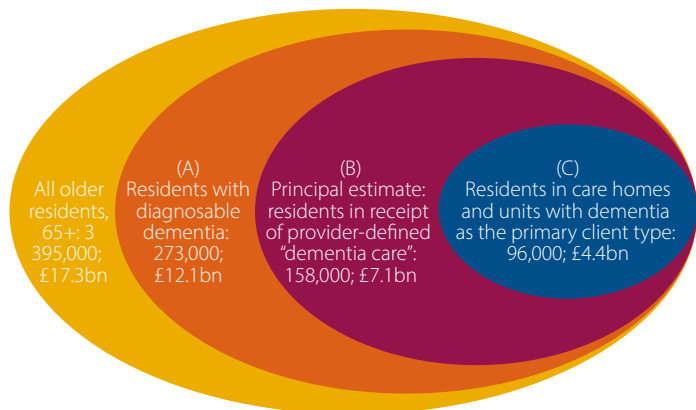 All older
residents,
65+: 3
395,000;
£17.3bn
(A)
Residents with
diagnosable
dementia:
273,000;
£12.1bn
(B)
Principal estimate:
residents in receipt
of provider-defined
“dementia care”:
158,000; £7.1bn
(C)
Residents in care homes
and units with dementia
as the primary client type:
96,000; £4.4bn